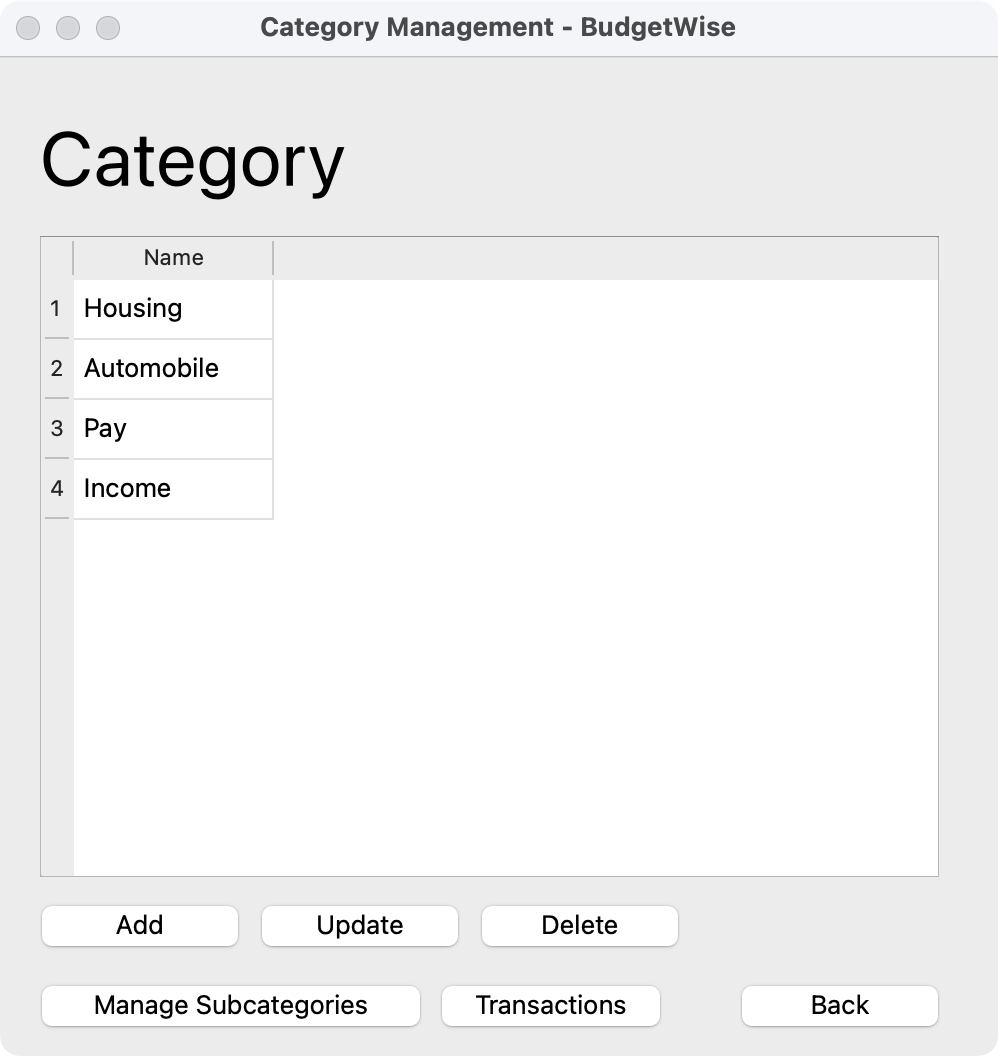 Category Management - BudgetWise
Category
Name
1 Housing
2 Automobile
3 Pay
4 Income
Add Update Delete
Manage Subcategories Transactions Back